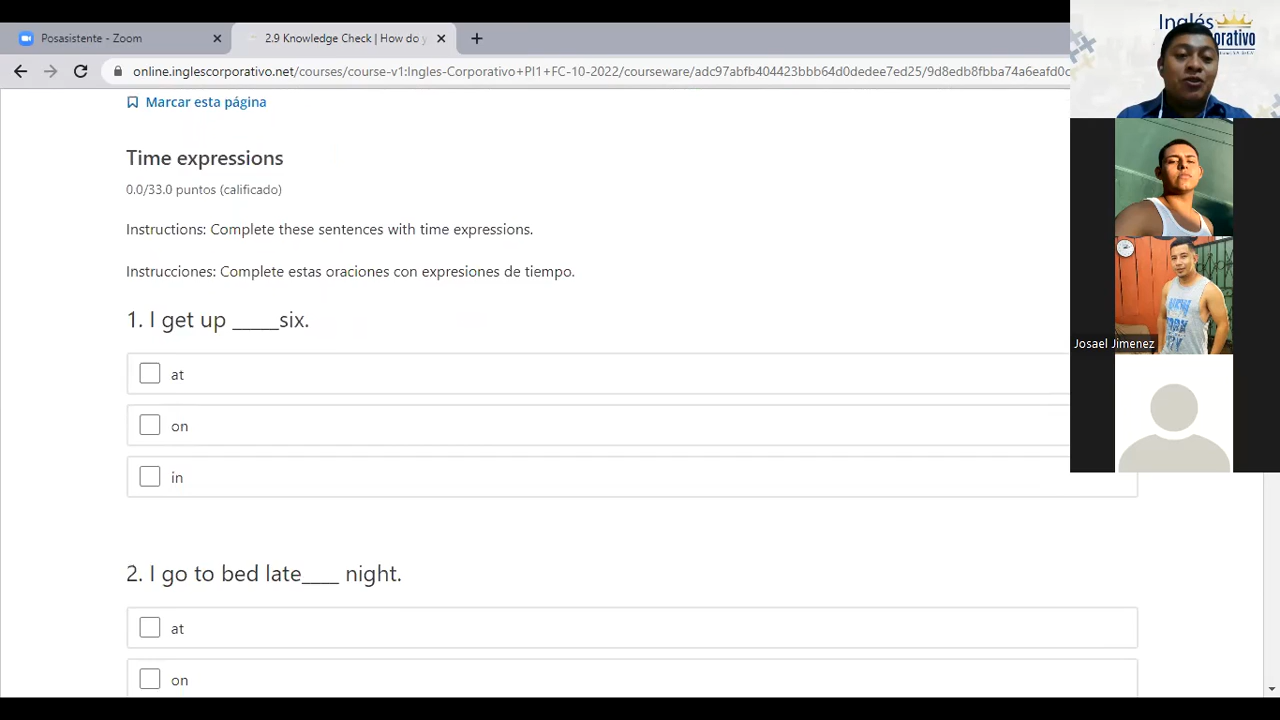 Posasistente - Zoom
2.9 Knowledge Check | How do y
online.inglescorporativo.net/courses/course-v1:Ingles-Corporativo+PI1+FC-10-2022/courseware/adc97abfb404423bbb64d0dedee7ed25/9d8edb8fbba74a6eafd0c
Inglés
orativo
Marcar esta página
Time expressions
0.0/33.0 puntos (calificado)
Instructions: Complete these sentences with time expressions.
Instrucciones: Complete estas oraciones con expresiones de tiempo.
1. I get up _____six.
at
on
in
Josael Jimenez
2. I go to bed late____ night.
at
on